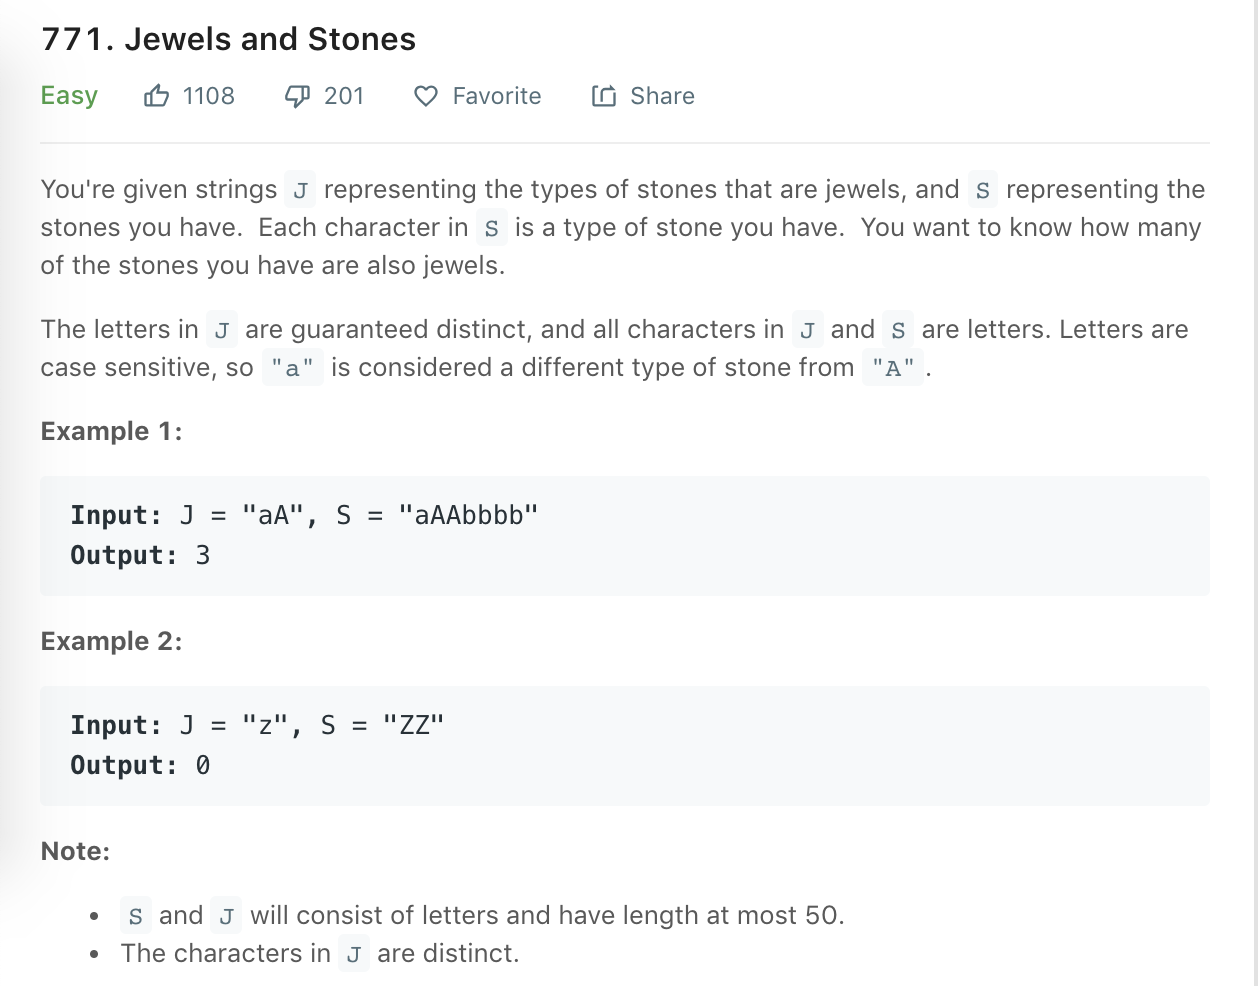 771. Jewels and Stones
Easy 1108 201 Favorite Share
You're given strings J representing the types of stones that are jewels, and S representing the
stones you have.  Each character in S is a type of stone you have.  You want to know how many
of the stones you have are also jewels.
The letters in J are guaranteed distinct, and all characters in J and S are letters. Letters are
case sensitive, so "a" is considered a different type of stone from "A".
Example 1:
Input: J = "aA", S = "aAAbbbb"
Output: 3
Example 2:
Input: J = "z", S = "ZZ"
Output: 0
Note:
• S and J will consist of letters and have length at most 50.
• The characters in J are distinct.